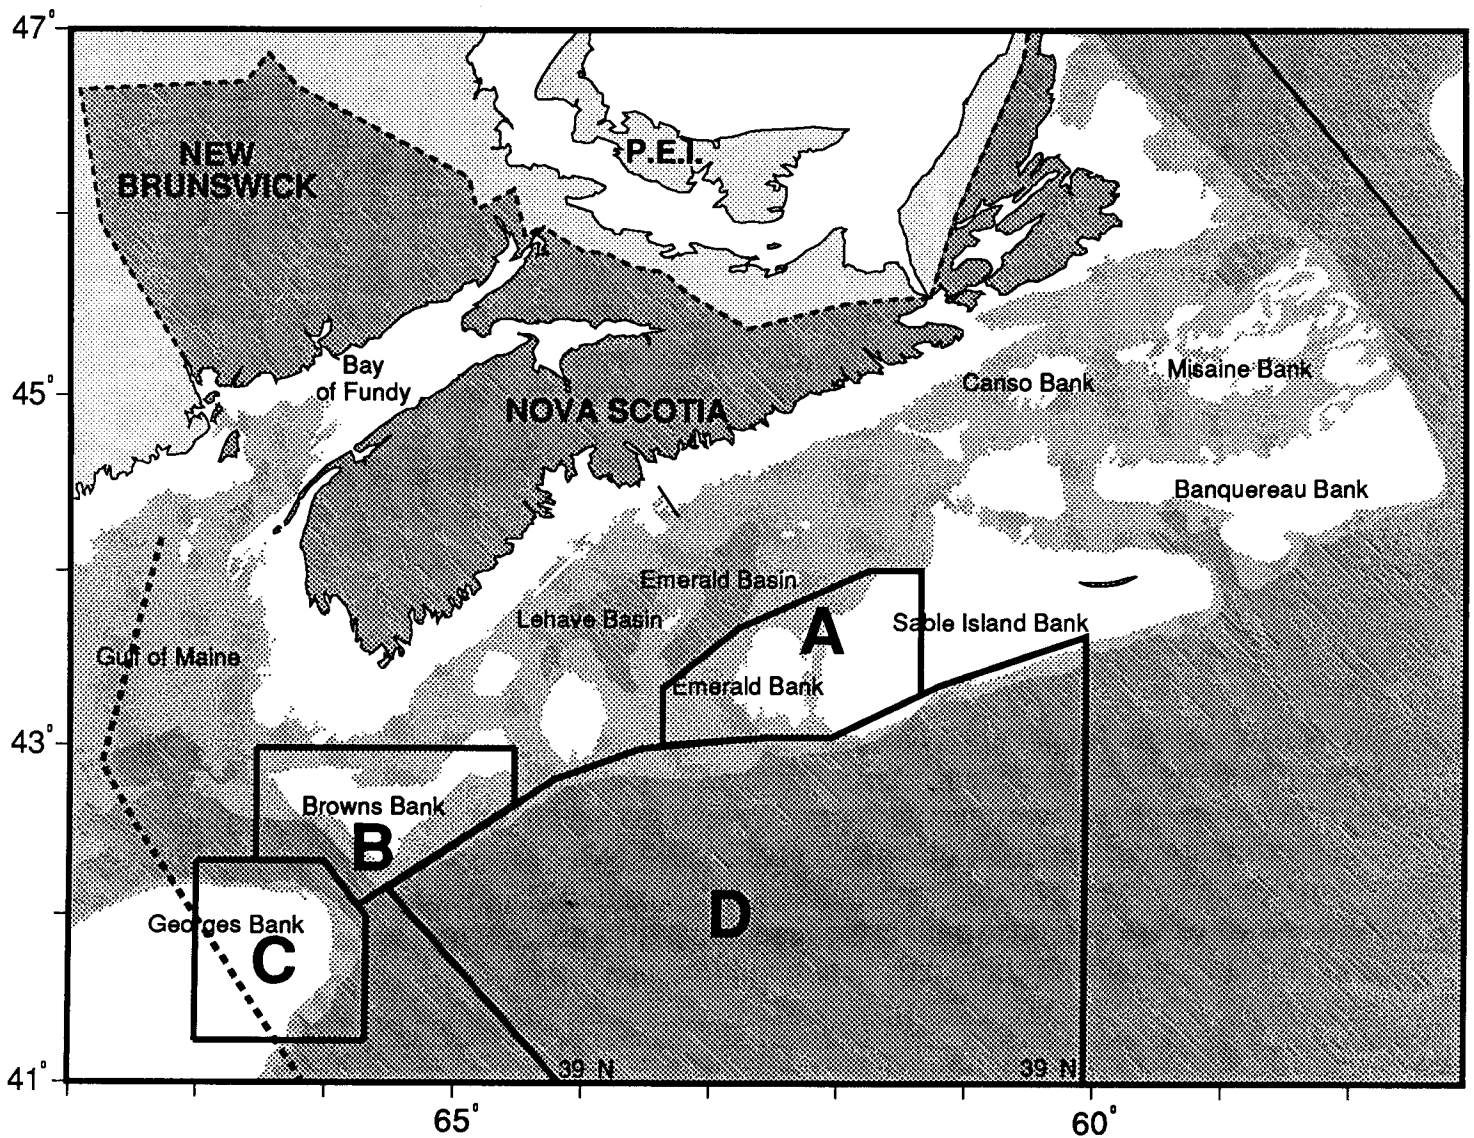 47°
P.E.I.
NEW
BRUNSWICK
Bay
of Fundy
45°
Canso Bank
Misaine Bank
NOVA SCOTIA
Banquereau Bank
Emerald Basin
Lehave Basin
A
Sable Island Bank
Gulf of Maine
Emerald Bank
43°
Browns Bank
B
D
Georges Bank
C
39 N
39 N
41°
65°
60°